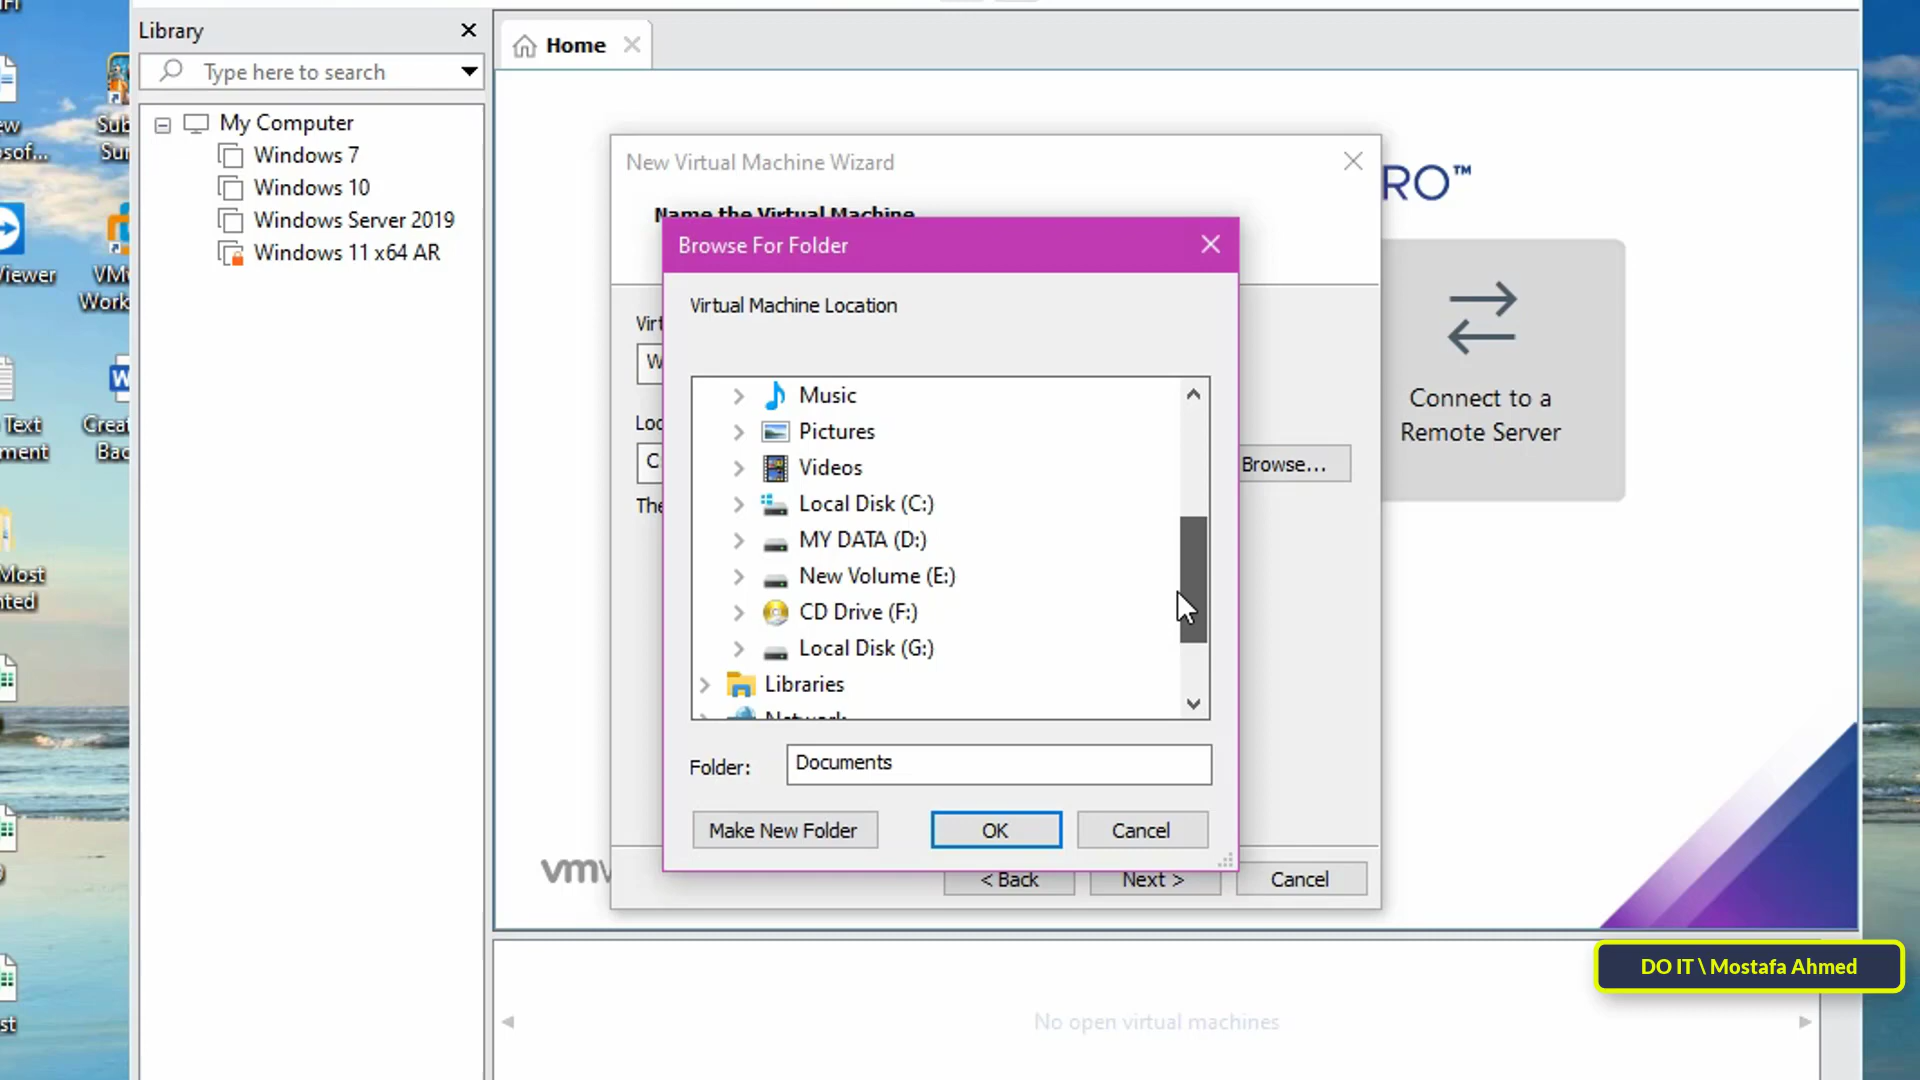 Library
Type here to search
My Computer
Windows 7
Windows 10
Windows Server 2019
Windows 11 x64 AR
Home
New Virtual Machine Wizard
Name the Virtual Machine
Browse For Folder
Virtual Machine Location
Music
Pictures
Videos
Local Disk (C:)
MY DATA (D:)
New Volume (E:)
CD Drive (F:)
Local Disk (G:)
Libraries
Network
Folder:
Documents
Make New Folder
OK
Cancel
Browse...
< Back
Next >
Cancel
RO™
Connect to a
Remote Server
No open virtual machines
DO IT \ Mostafa Ahmed
Viewer
Text
Most